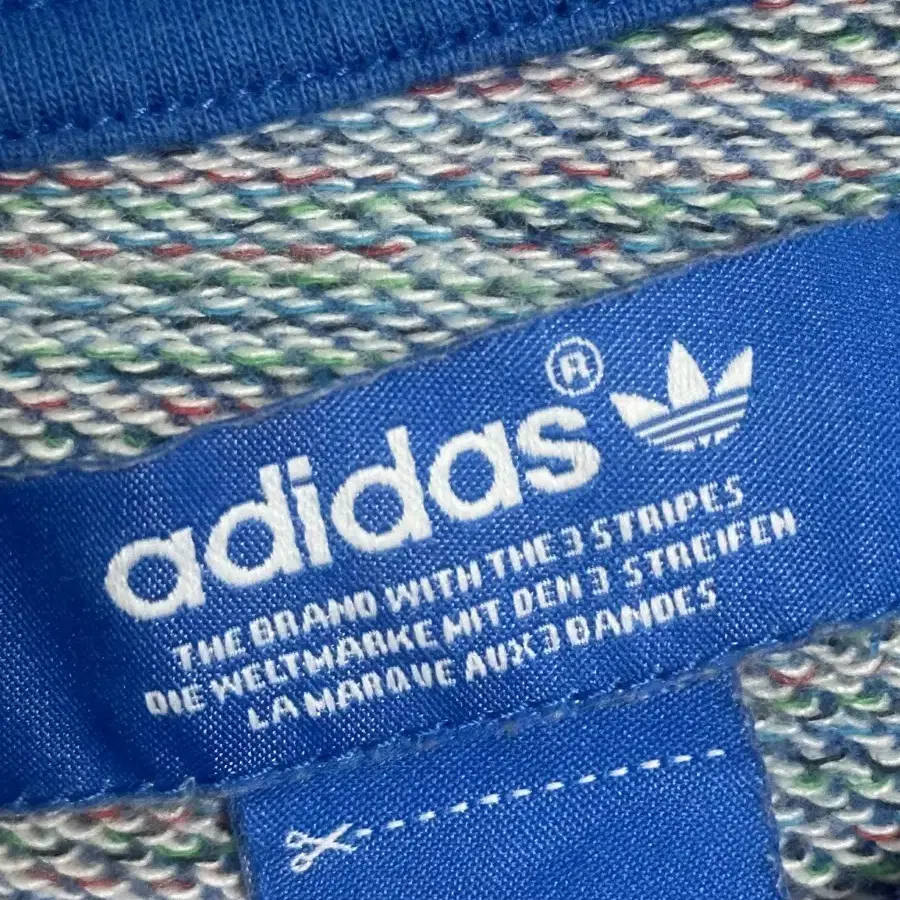 adidas®
THE BRAND WITH THE 3 STRIPES
DIE WELTMARKE MIT DEN 3 STREIFEN
LA MARQUE AUX 3 BANDES